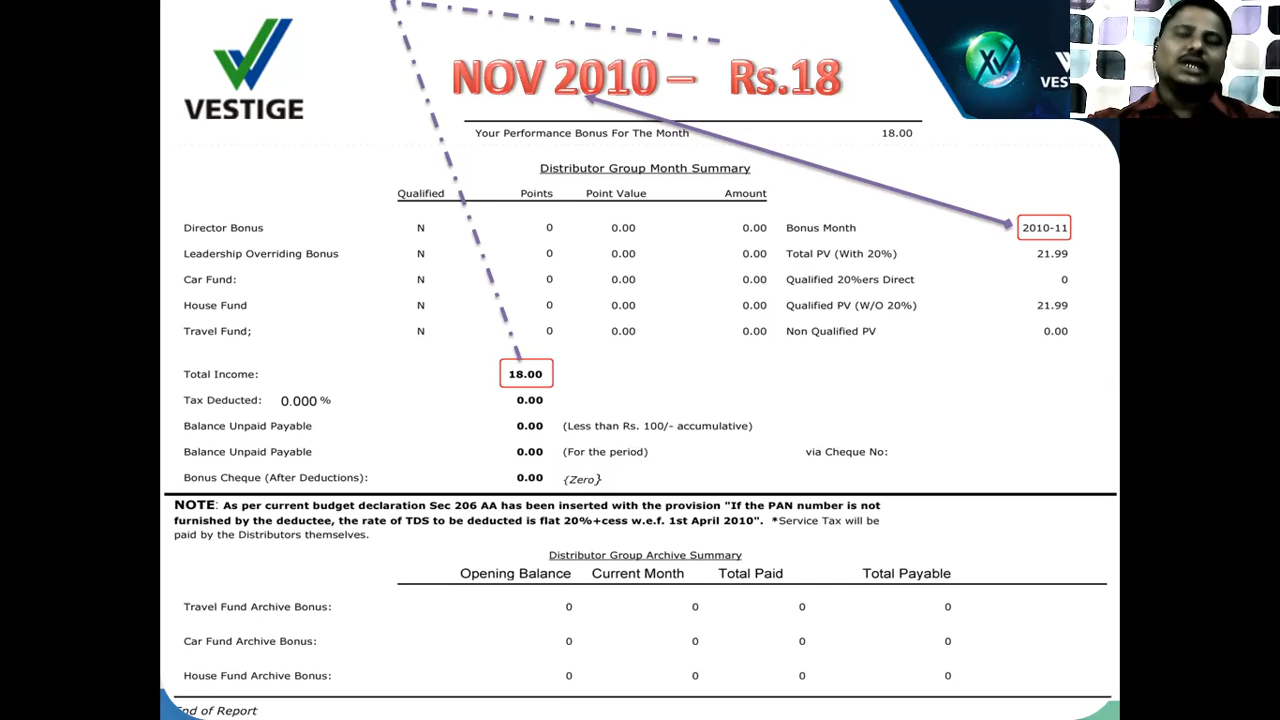 VESTIGE
NOV 2010 – Rs.18
XV
VES
Your Performance Bonus For The Month 18.00
Distributor Group Month Summary
Qualified Points Point Value Amount
Director Bonus N 0 0.00 0.00 Bonus Month 2010-11
Leadership Overriding Bonus N 0 0.00 0.00 Total PV (With 20%) 21.99
Car Fund: N 0 0.00 0.00 Qualified 20%ers Direct 0
House Fund N 0 0.00 0.00 Qualified PV (W/O 20%) 21.99
Travel Fund; N 0 0.00 0.00 Non Qualified PV 0.00
Total Income: 18.00
Tax Deducted: 0.000 % 0.00
Balance Unpaid Payable 0.00 (Less than Rs. 100/- accumulative)
Balance Unpaid Payable 0.00 (For the period) via Cheque No:
Bonus Cheque (After Deductions): 0.00 {Zero}
NOTE: As per current budget declaration Sec 206 AA has been inserted with the provision "If the PAN number is not
furnished by the deductee, the rate of TDS to be deducted is flat 20%+cess w.e.f. 1st April 2010". *Service Tax will be
paid by the Distributors themselves.
Distributor Group Archive Summary
Opening Balance Current Month Total Paid Total Payable
Travel Fund Archive Bonus: 0 0 0 0
Car Fund Archive Bonus: 0 0 0 0
House Fund Archive Bonus: 0 0 0 0
End of Report